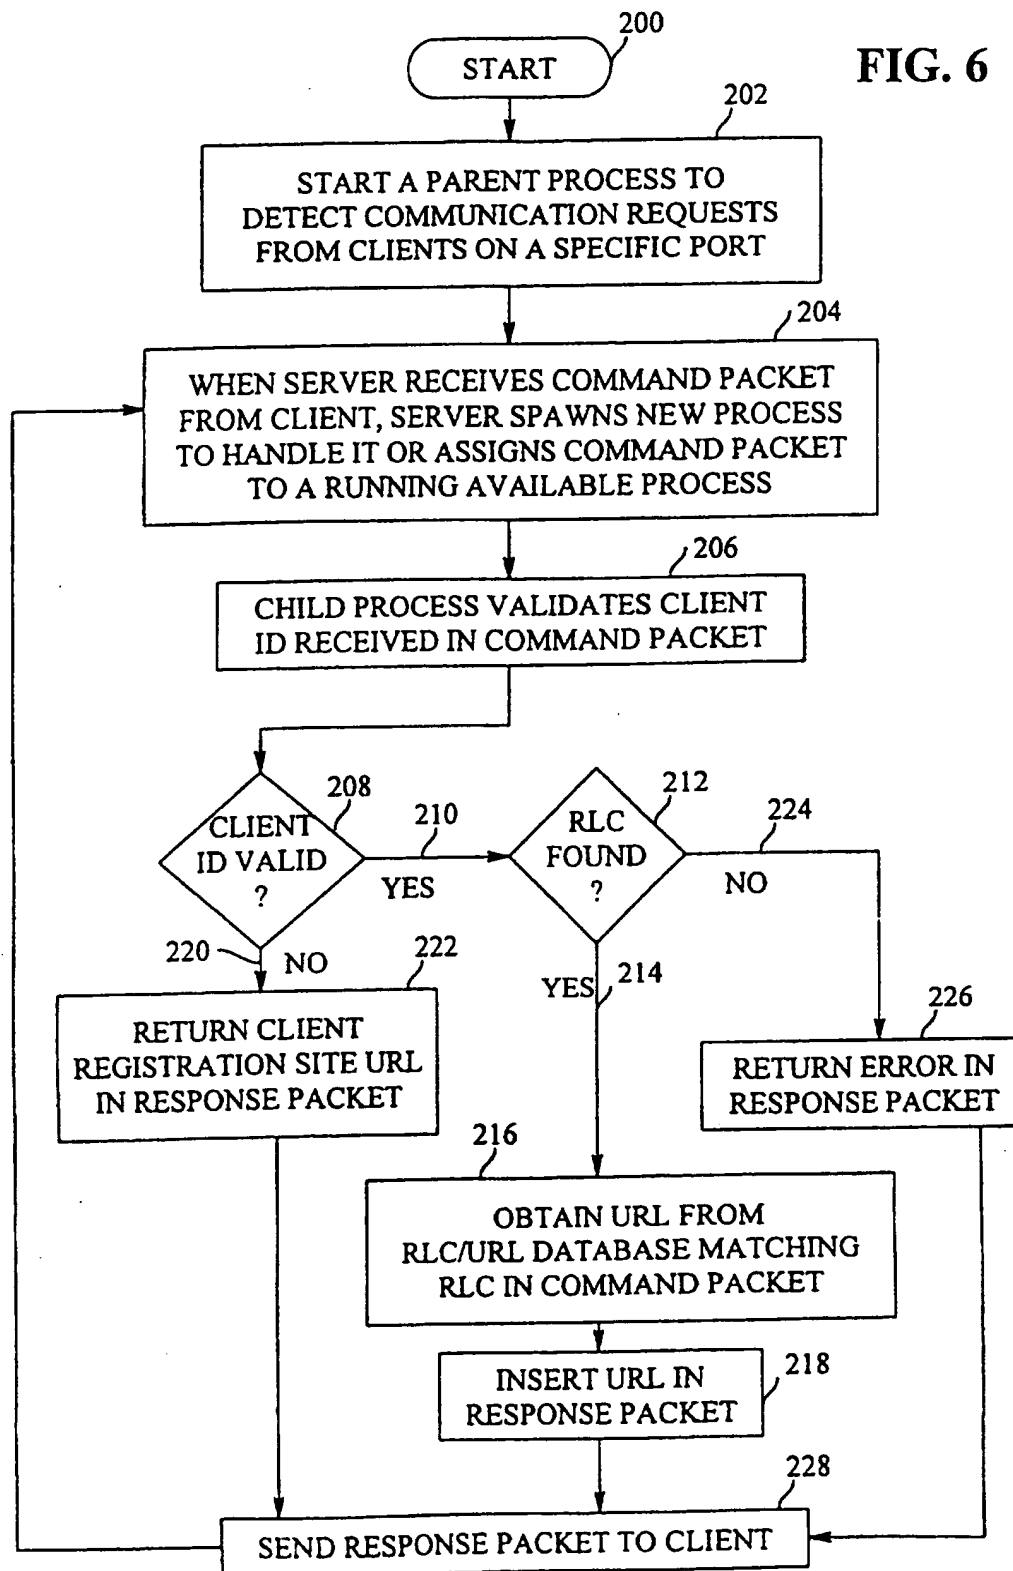 200
START
FIG. 6
202
START A PARENT PROCESS TO
DETECT COMMUNICATION REQUESTS
FROM CLIENTS ON A SPECIFIC PORT
204
WHEN SERVER RECEIVES COMMAND PACKET
FROM CLIENT, SERVER SPAWNS NEW PROCESS
TO HANDLE IT OR ASSIGNS COMMAND PACKET
TO A RUNNING AVAILABLE PROCESS
206
CHILD PROCESS VALIDATES CLIENT
ID RECEIVED IN COMMAND PACKET
208
CLIENT
ID VALID
?
210
YES
212
RLC
FOUND
?
224
NO
220
NO
222
RETURN CLIENT
REGISTRATION SITE URL
IN RESPONSE PACKET
YES
214
226
RETURN ERROR IN
RESPONSE PACKET
216
OBTAIN URL FROM
RLC/URL DATABASE MATCHING
RLC IN COMMAND PACKET
218
INSERT URL IN
RESPONSE PACKET
228
SEND RESPONSE PACKET TO CLIENT